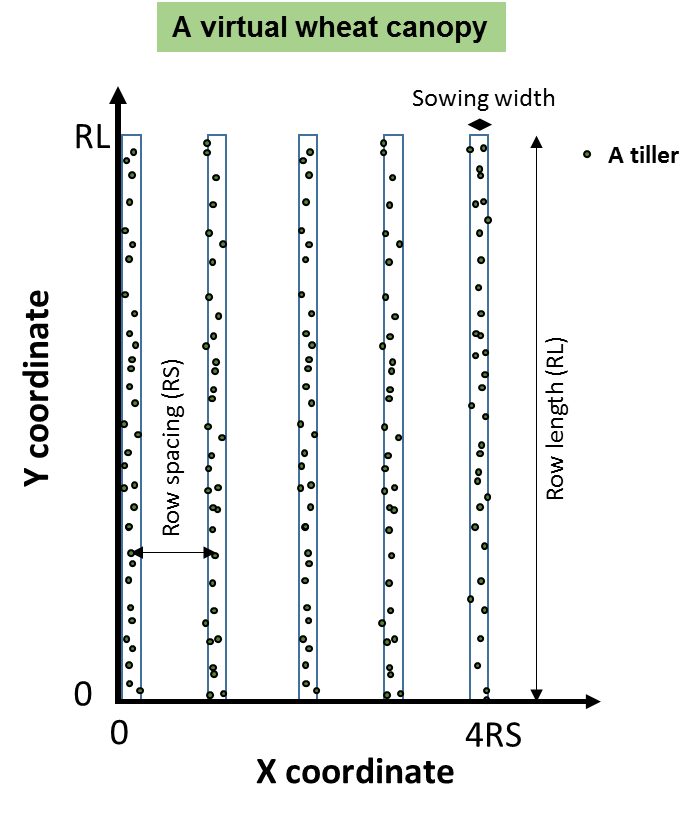 A virtual wheat canopy
Sowing width
RL
A tiller
Y coordinate
Row spacing (RS)
Row length (RL)
0
0
4RS
X coordinate